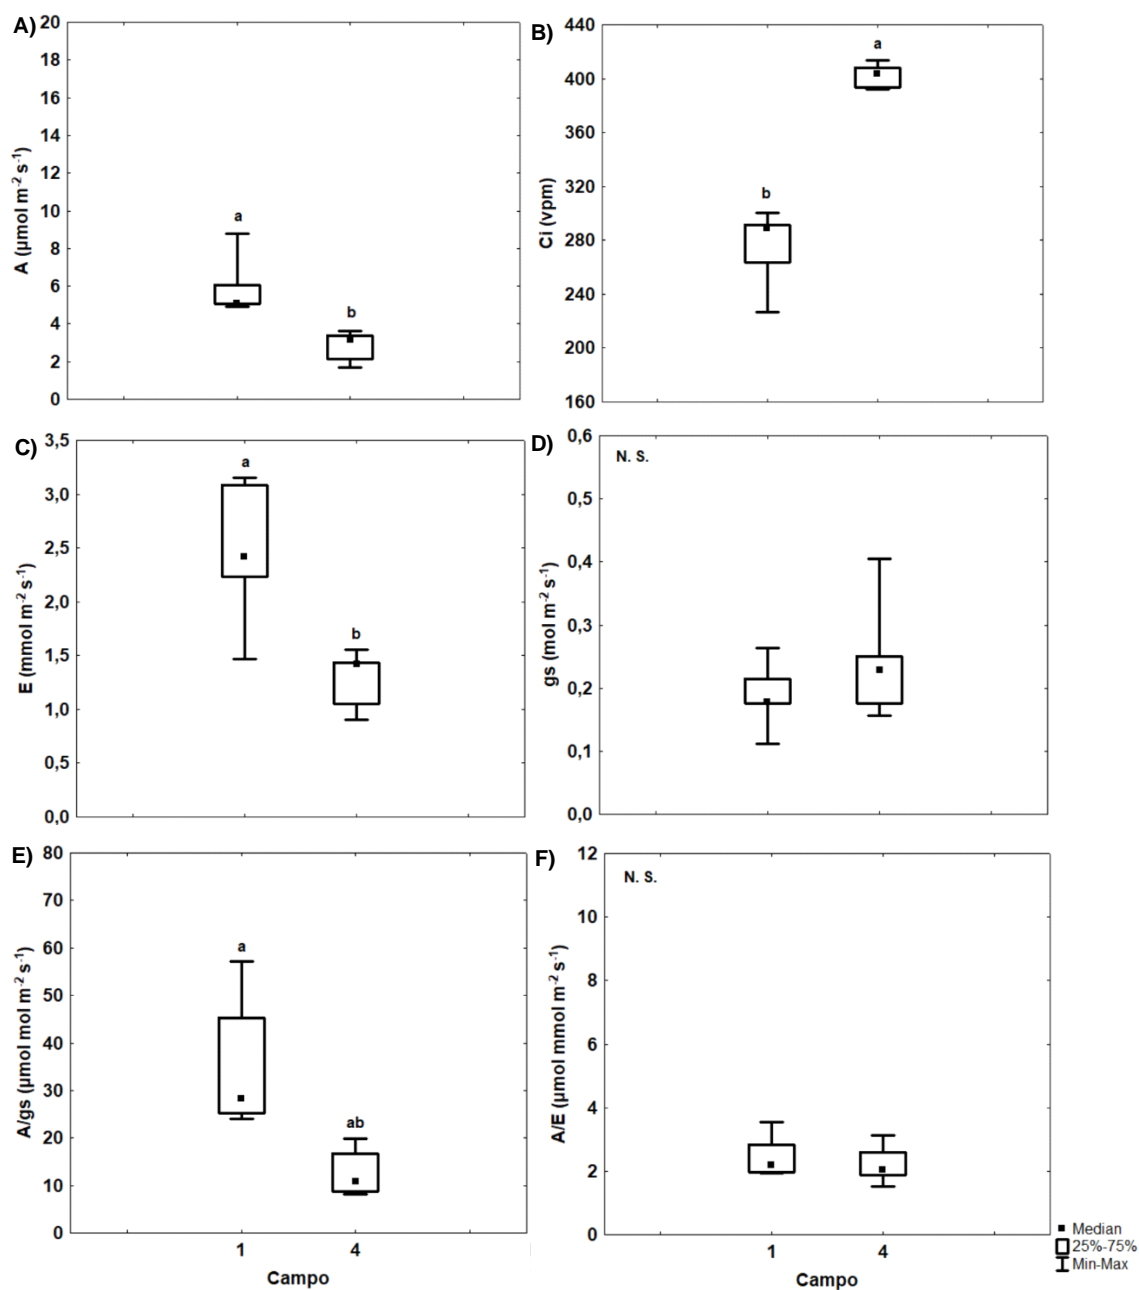 A)
20
18
16
14
12
10
8
6
4
2
0
A (µmol m-2 s-1)
a
b
B)
440
400
360
320
280
240
200
160
Ci (vpm)
b
a
C)
3,5
3,0
2,5
2,0
1,5
1,0
0,5
0,0
E (mmol m-2 s-1)
a
b
D)
0,6
0,5
0,4
0,3
0,2
0,1
0,0
gs (mol m-2 s-1)
N. S.
E)
80
70
60
50
40
30
20
10
0
A/gs (µmol mol m-2 s-1)
a
ab
1 4
Campo
F)
12
10
8
6
4
2
0
A/E (µmol mmol m-2 s-1)
N. S.
1 4
Campo
Median
25%-75%
Min-Max